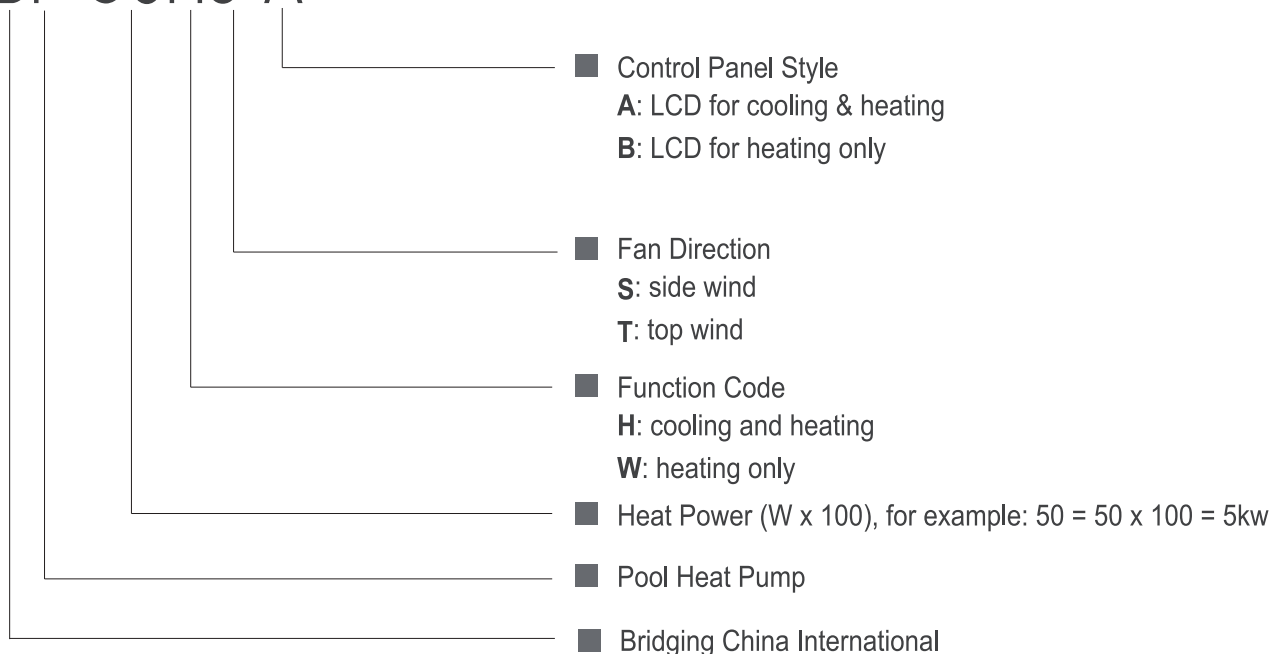 Control Panel Style
A: LCD for cooling & heating
B: LCD for heating only
Fan Direction
S: side wind
T: top wind
Function Code
H: cooling and heating
W: heating only
Heat Power (W x 100), for example: 50 = 50 x 100 = 5kw
Pool Heat Pump
Bridging China International